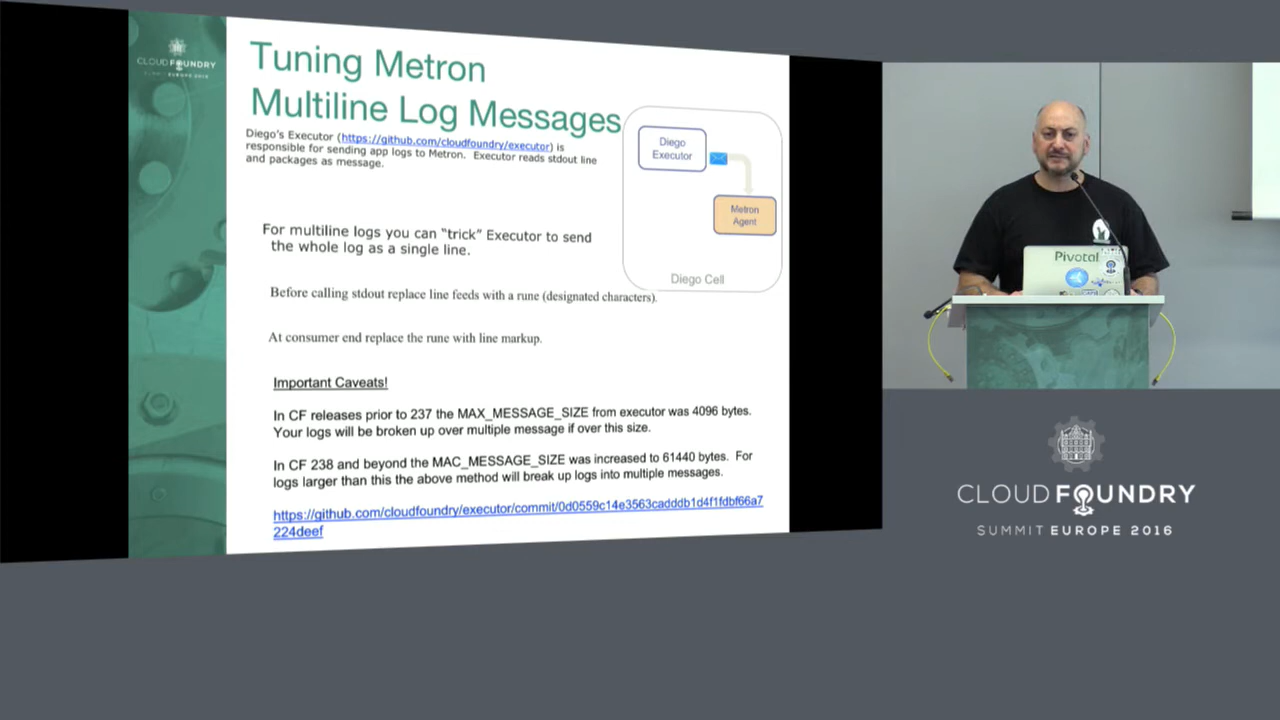 CLOUD FOUNDRY
SUMMIT EUROPE 2016
Tuning Metron
Multiline Log Messages
Diego's Executor (https://github.com/cloudfoundry/executor) is
responsible for sending app logs to Metron. Executor reads stdout line
and packages as message.
Diego
Executor
Metron
Agent
Diego Cell
For multiline logs you can "trick" Executor to send
the whole log as a single line.
Before calling stdout replace line feeds with a rune (designated characters).
At consumer end replace the rune with line markup.
Important Caveats!
In CF releases prior to 237 the MAX_MESSAGE_SIZE from executor was 4096 bytes.
Your logs will be broken up over multiple message if over this size.
In CF 238 and beyond the MAC_MESSAGE_SIZE was increased to 61440 bytes. For
logs larger than this the above method will break up logs into multiple messages.
https://github.com/cloudfoundry/executor/commit/0d0559c14e3563cadddb1d4f1fdbf66a7
224deef
Pivotal
CLOUD FOUNDRY
SUMMIT EUROPE 2016